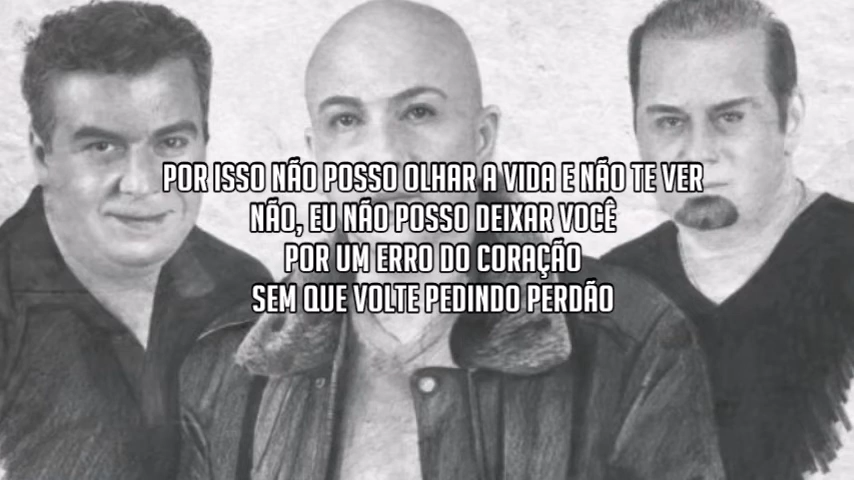 POR ISSO NÃO POSSO OLHAR A VIDA E NÃO TE VER
NÃO, EU NÃO POSSO DEIXAR VOCÊ
POR UM ERRO DO CORAÇÃO
SEM QUE VOLTE PEDINDO PERDÃO